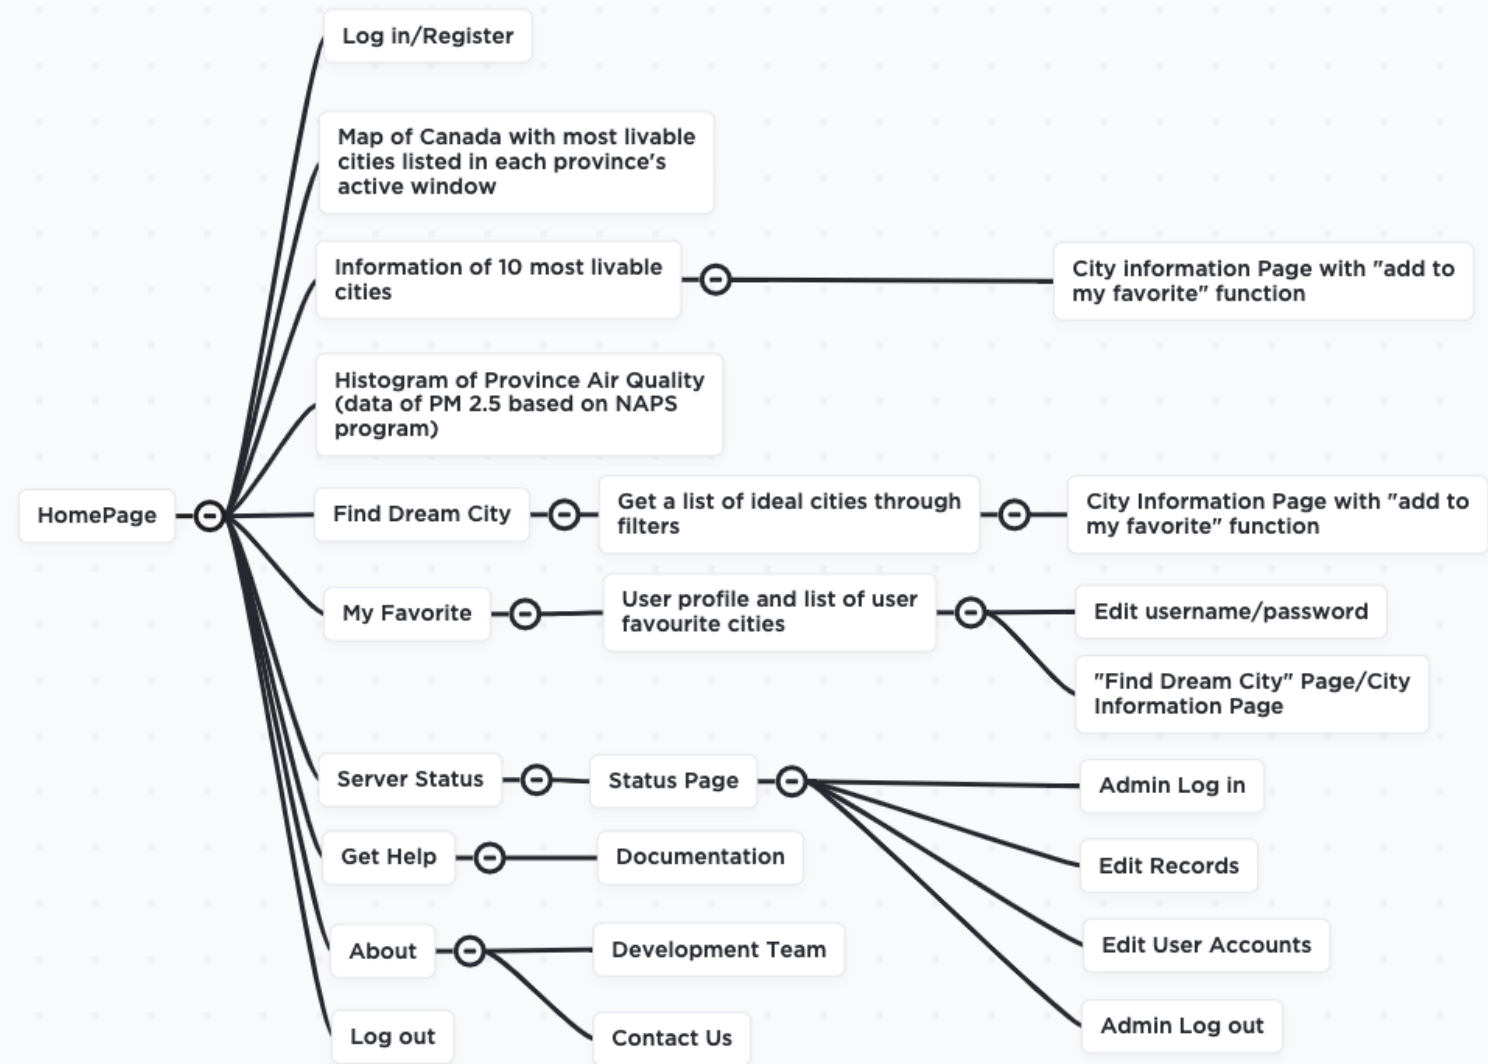 Log in/Register
Map of Canada with most livable
cities listed in each province's
active window
Information of 10 most livable
cities
City information Page with "add to
my favorite" function
Histogram of Province Air Quality
(data of PM 2.5 based on NAPS
program)
HomePage
Find Dream City
Get a list of ideal cities through
filters
City Information Page with "add to
my favorite" function
My Favorite
User profile and list of user
favourite cities
Edit username/password
"Find Dream City" Page/City
Information Page
Server Status
Status Page
Admin Log in
Edit Records
Edit User Accounts
Admin Log out
Get Help
Documentation
About
Development Team
Contact Us
Log out